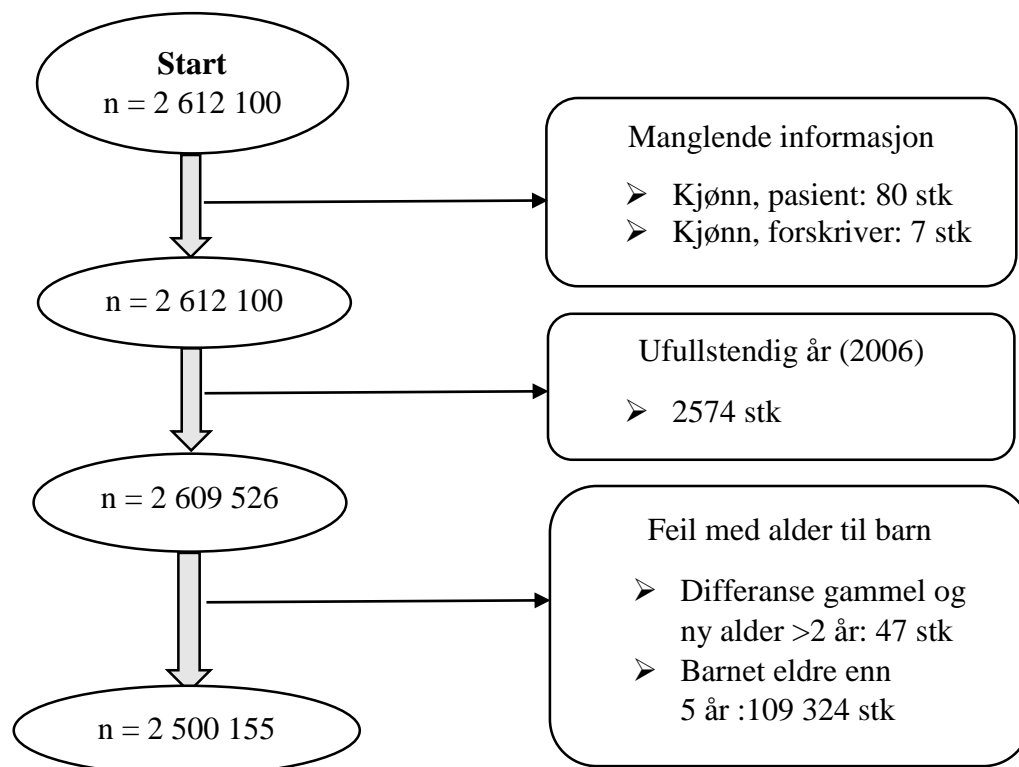 Start
n = 2 612 100
Manglende informasjon
➢ Kjønn, pasient: 80 stk
➢ Kjønn, forskriver: 7 stk
n = 2 612 100
Ufullstendig år (2006)
➢ 2574 stk
n = 2 609 526
Feil med alder til barn
➢ Differanse gammel og
ny alder >2 år: 47 stk
➢ Barnet eldre enn
5 år :109 324 stk
n = 2 500 155